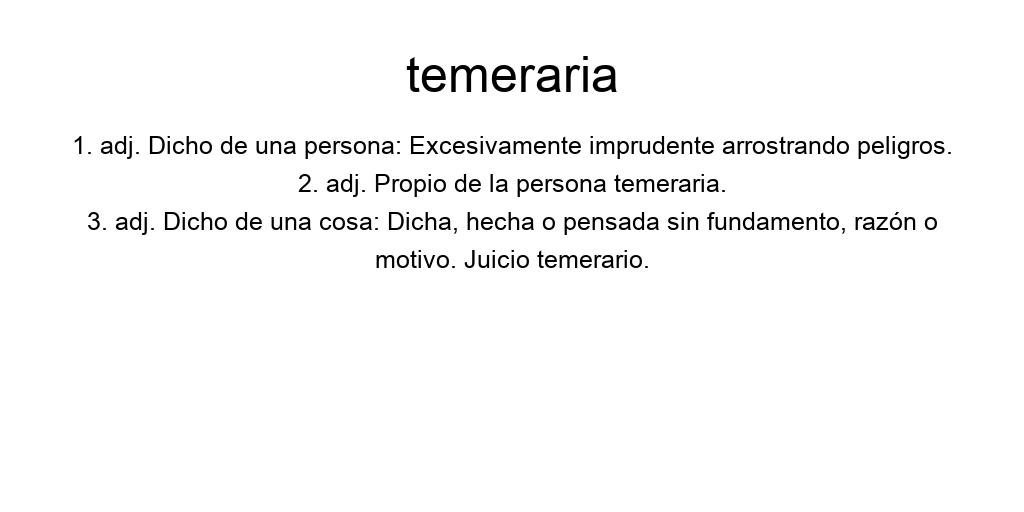 temeraria
1. adj. Dicho de una persona: Excesivamente imprudente arrostrando peligros.
2. adj. Propio de la persona temeraria.
3. adj. Dicho de una cosa: Dicha, hecha o pensada sin fundamento, razón o
motivo. Juicio temerario.